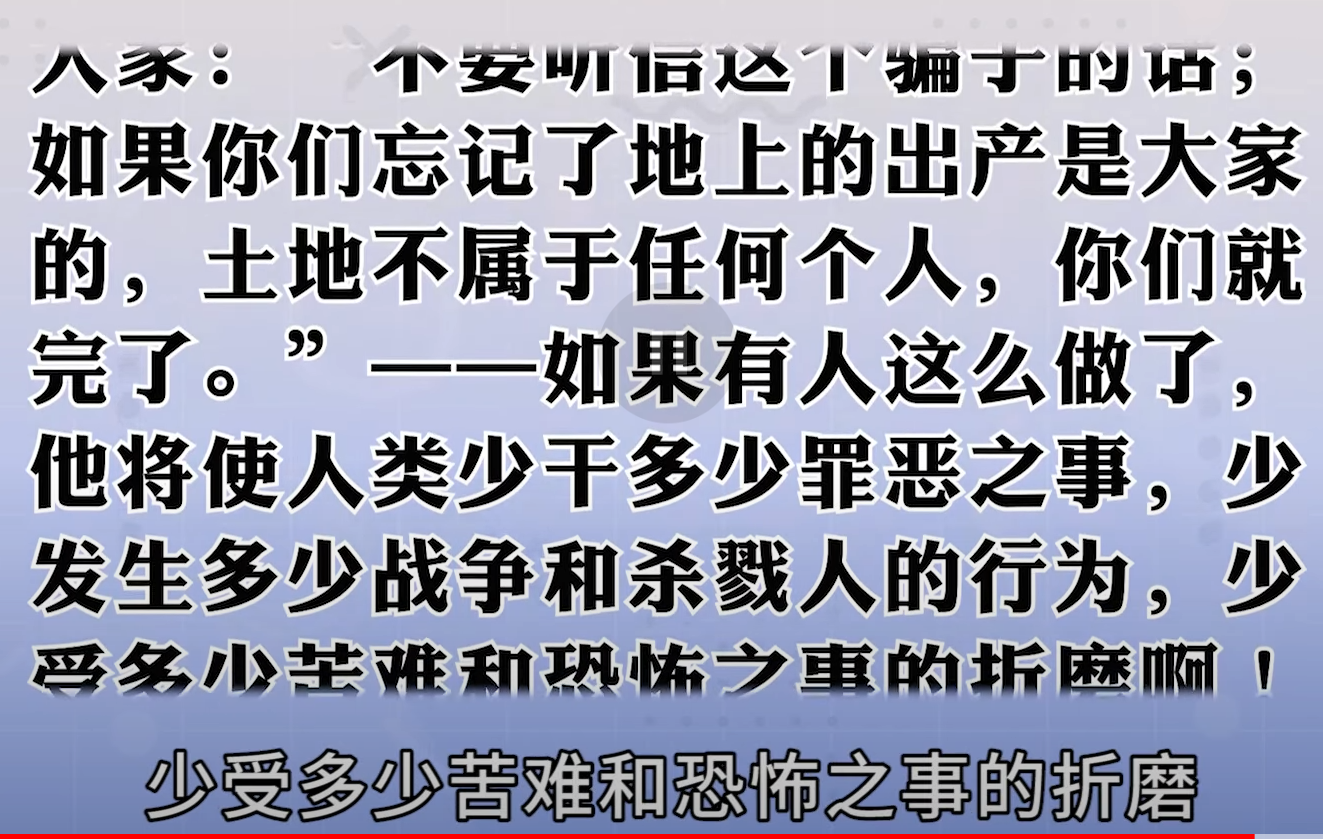 大家：“不要听信这个骗子的话；
如果你们忘记了地上的出产是大家
的，土地不属于任何个人，你们就
完了。”——如果有人这么做了，
他将使人类少干多少罪恶之事，少
发生多少战争和杀戮人的行为，少
受多少苦难和恐怖之事的折磨啊！
少受多少苦难和恐怖之事的折磨